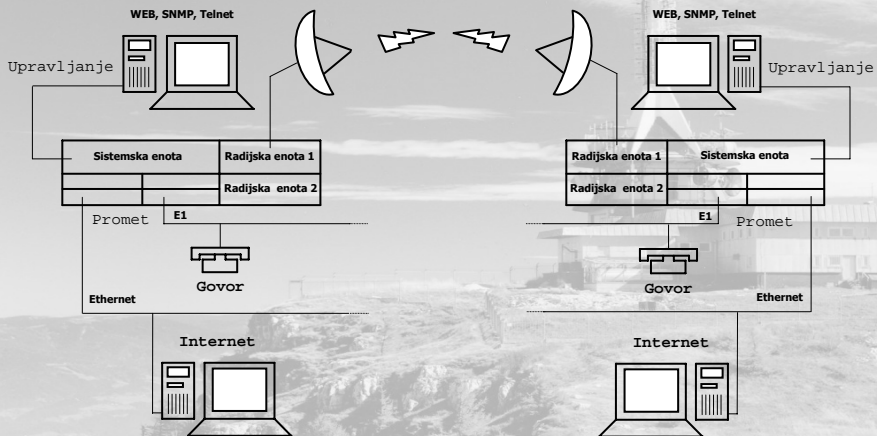 WEB, SNMP, Telnet
Upravljanje
Sistemska enota
Radijska enota 1
Radijska enota 2
Promet
E1
Govor
Ethernet
Internet
WEB, SNMP, Telnet
Upravljanje
Radijska enota 1
Sistemska enota
Radijska enota 2
E1
Promet
Govor
Ethernet
Internet